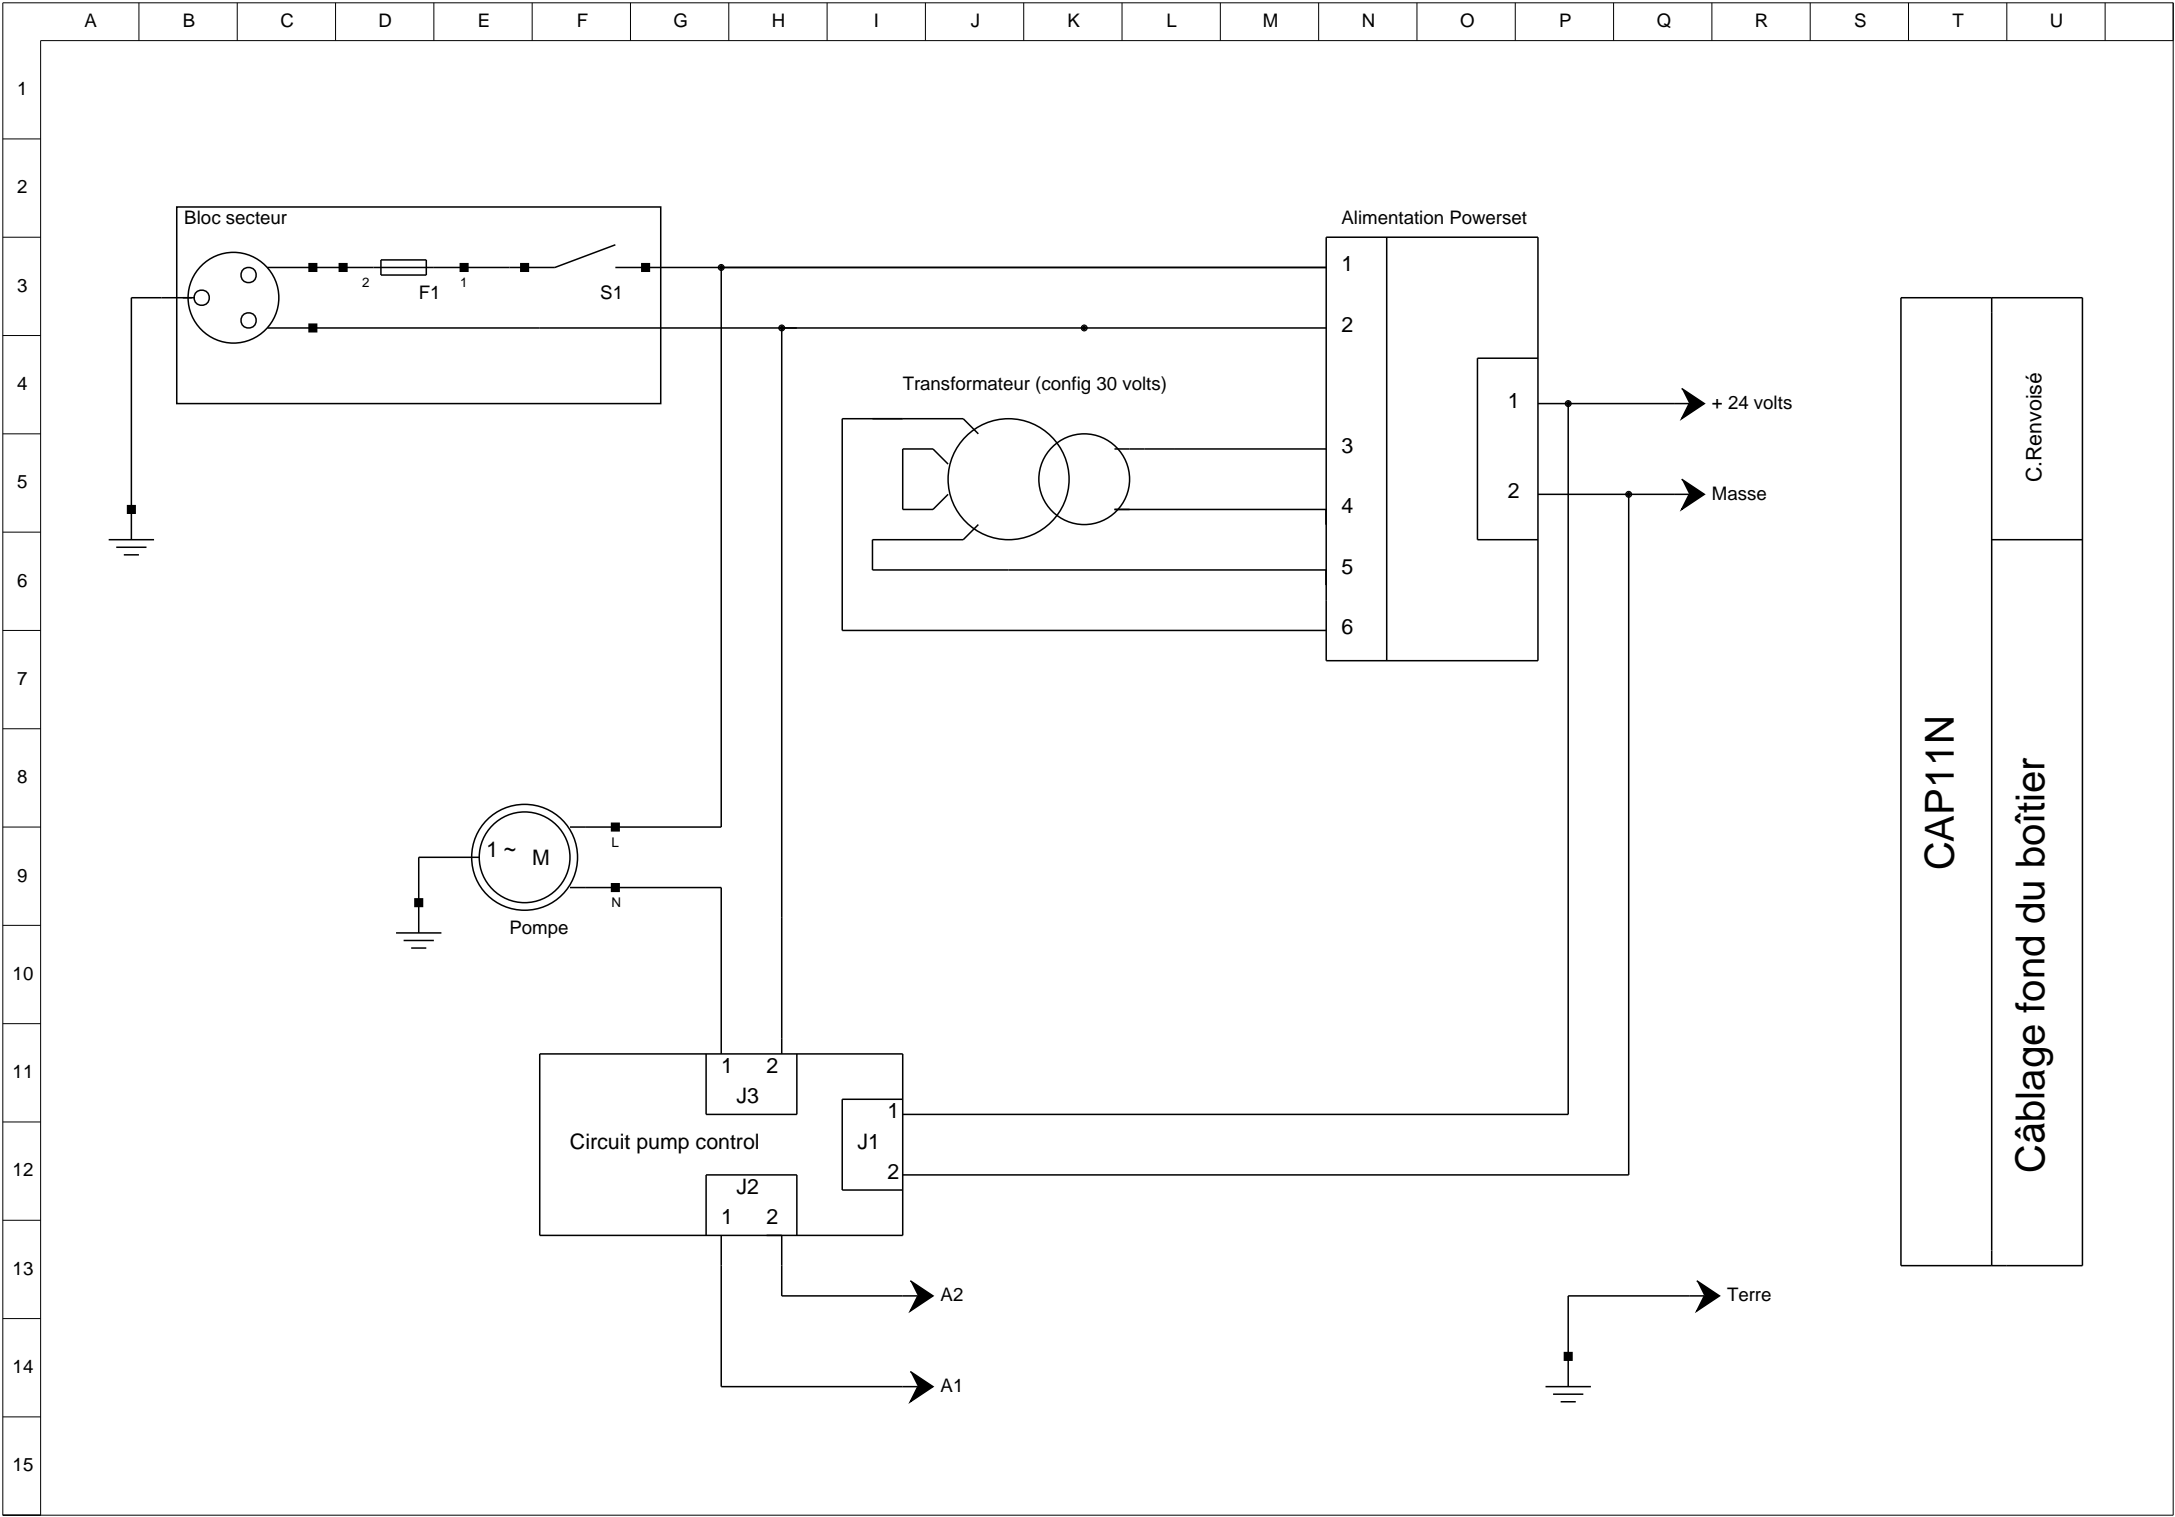 A B C D E F G H I J K L M N O P Q R S T U
1
2
3
4
5
6
7
8
9
10
11
12
13
14
15
Bloc secteur
2
F1
1
S1
Alimentation Powerset
1
2
3
4
5
6
1
2
+ 24 volts
Masse
Transformateur (config 30 volts)
1 ~ M
L
N
Pompe
1 2
J3
Circuit pump control
1
J1
2
J2
1 2
A2
A1
Terre
CAP11N
C.Renvoisé
Câblage fond du boîtier